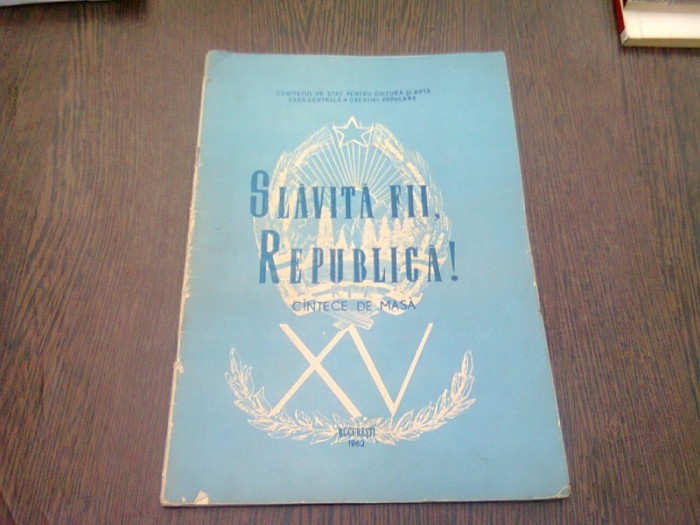 COMITETUL DE STAT PENTRU CULTURĂ ȘI ARTĂ
CASA CENTRALĂ A CREAȚIEI POPULARE
SLĂVITĂ FII,
REPUBLICĂ!
CÎNTECE DE MASĂ
XV
BUCUREȘTI
1962